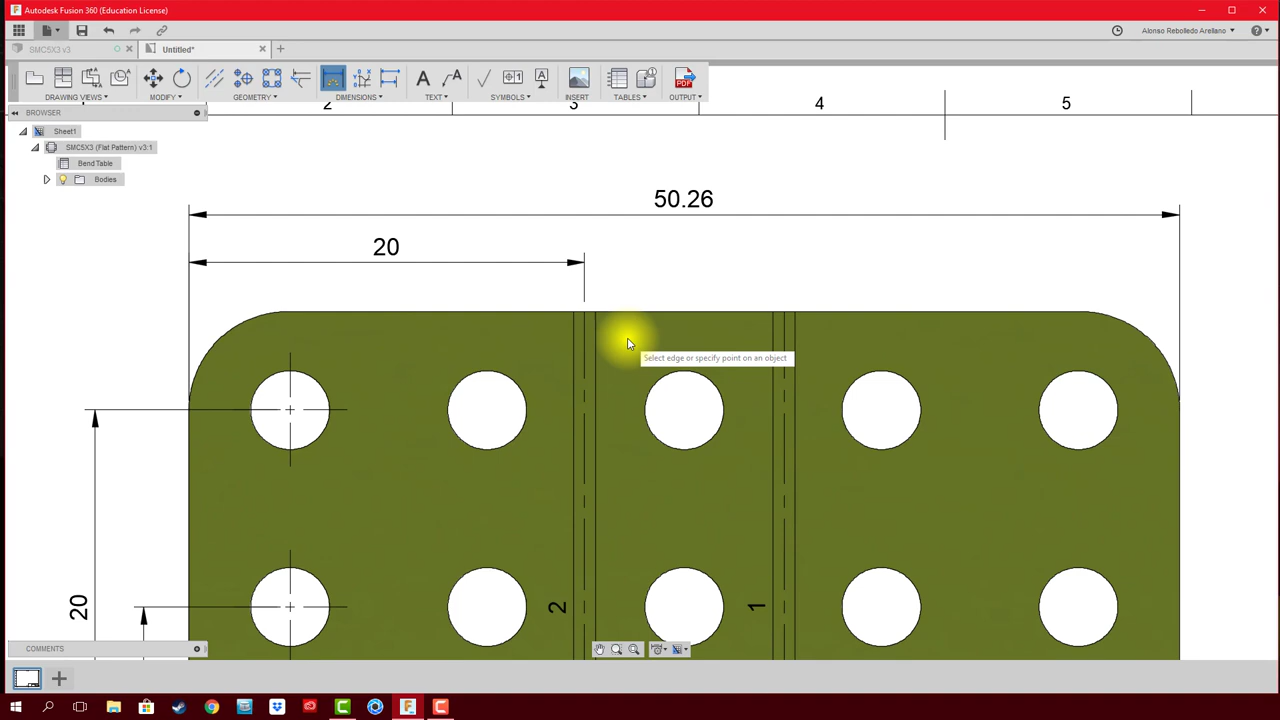 Autodesk Fusion 360 (Education License)
Alonso Rebolledo Arellano
SMC5X3 v3
Untitled*
DRAWING VIEWS
MODIFY
GEOMETRY
DIMENSIONS
TEXT
SYMBOLS
INSERT
TABLES
OUTPUT
BROWSER
2 3 4 5
Sheet1
SMC5X3 (Flat Pattern) v3:1
Bend Table
Bodies
50.26
20
Select edge or specify point on an object
20
2
1
COMMENTS